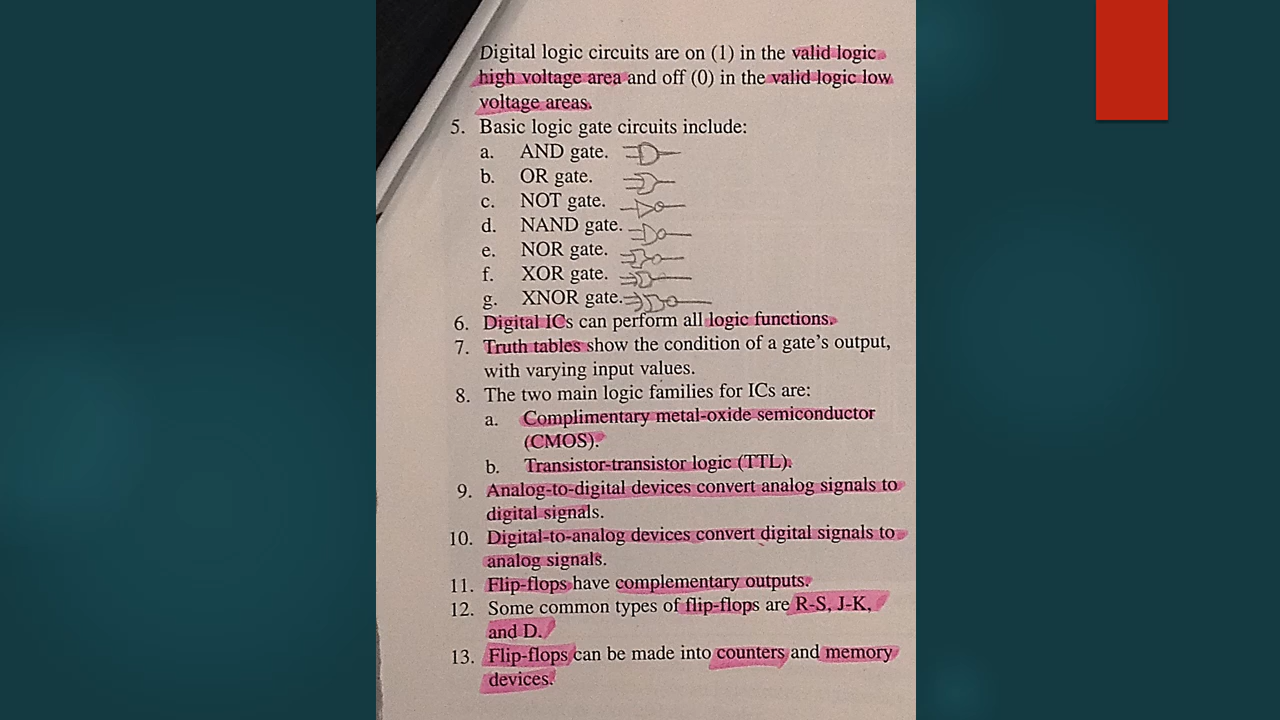 Digital logic circuits are on (1) in the valid logic
high voltage area and off (0) in the valid logic low
voltage areas.
5. Basic logic gate circuits include:
a. AND gate.
b. OR gate.
c. NOT gate.
d. NAND gate.
e. NOR gate.
f. XOR gate.
g. XNOR gate.
6. Digital ICs can perform all logic functions.
7. Truth tables show the condition of a gate's output,
with varying input values.
8. The two main logic families for ICs are:
a. Complimentary metal-oxide semiconductor
(CMOS).
b. Transistor-transistor logic (TTL).
9. Analog-to-digital devices convert analog signals to
digital signals.
10. Digital-to-analog devices convert digital signals to
analog signals.
11. Flip-flops have complementary outputs.
12. Some common types of flip-flops are R-S, J-K,
and D.
13. Flip-flops can be made into counters and memory
devices.